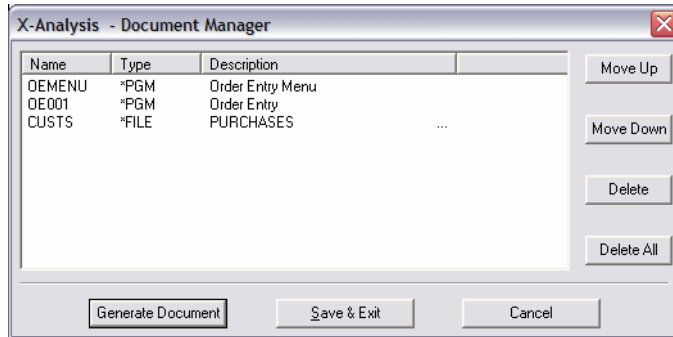 X-Analysis - Document Manager
Name Type Description
OEMENU *PGM Order Entry Menu
OE001 *PGM Order Entry
CUSTS *FILE PURCHASES ...
Move Up
Move Down
Delete
Delete All
Generate Document Save & Exit Cancel